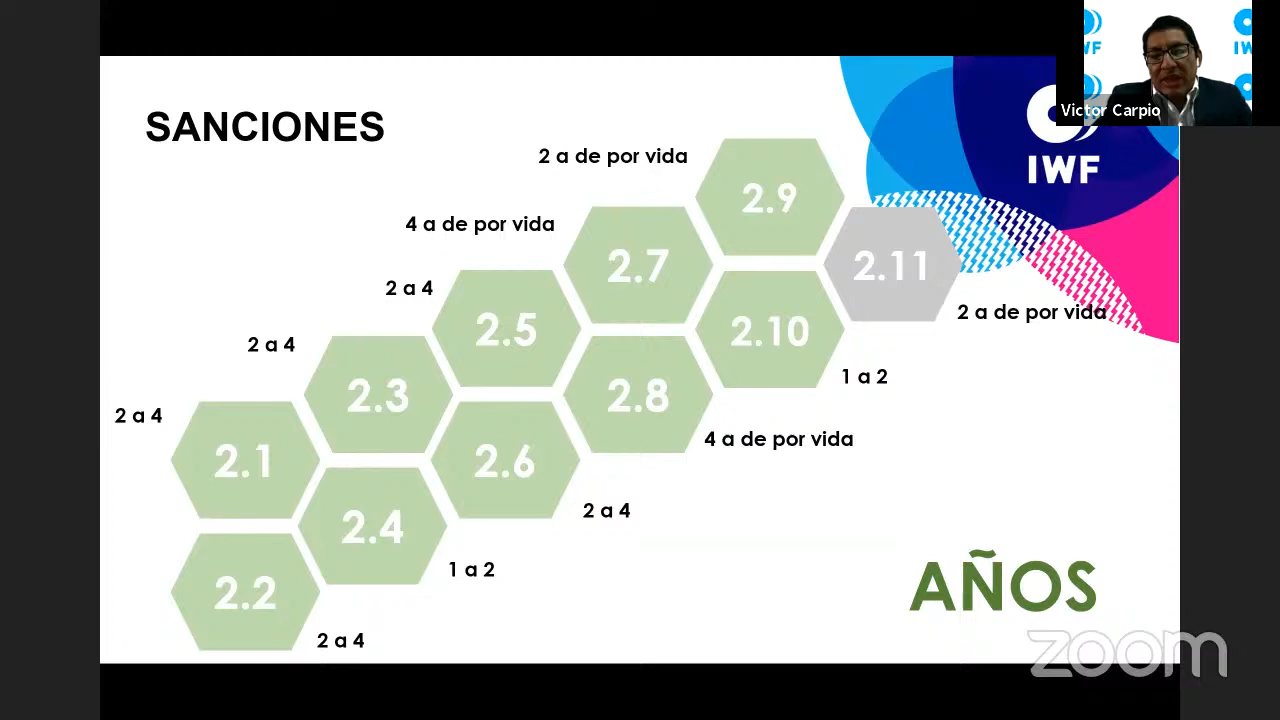 SANCIONES
Victor Carpio
IWF
2 a de por vida
2.9
4 a de por vida
2.7
2.11
2 a 4
2.5
2.10
2 a de por vida
2 a 4
2.3
2.8
1 a 2
2 a 4
2.1
2.6
4 a de por vida
2.4
2 a 4
2.2
1 a 2
2 a 4
AÑOS
zoom
WF
IW